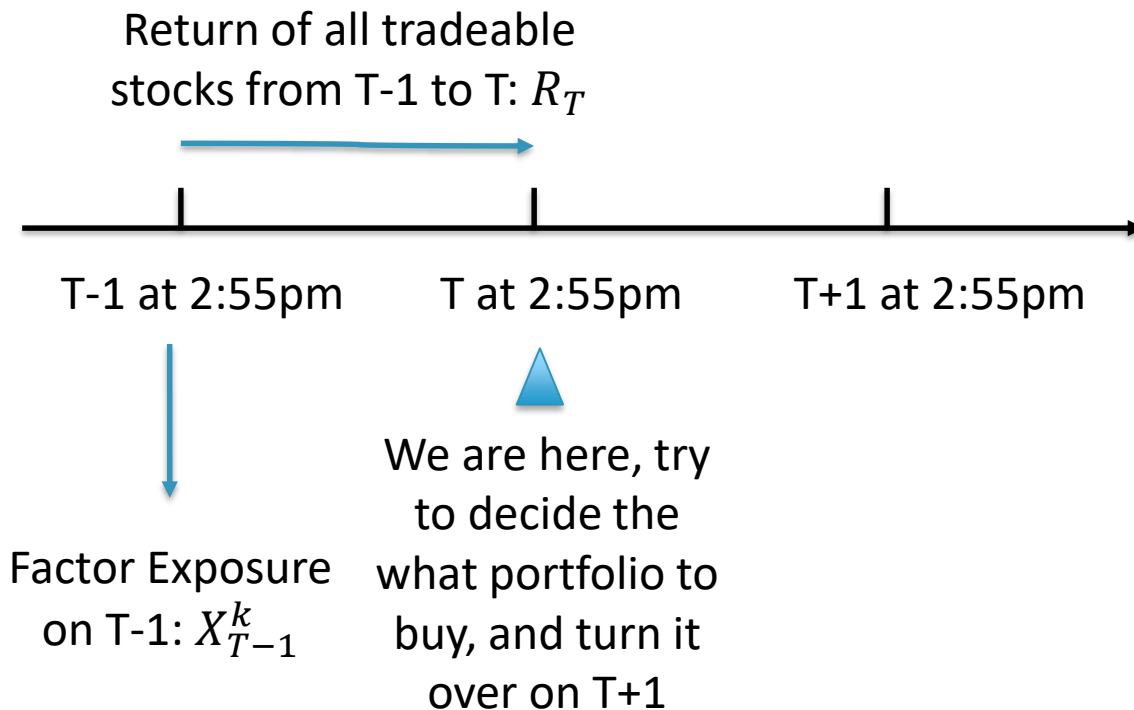 Return of all tradeable
stocks from T-1 to T: $R_T$
T-1 at 2:55pm
T at 2:55pm
T+1 at 2:55pm
We are here, try
to decide the
what portfolio to
buy, and turn it
over on T+1
Factor Exposure
on T-1: $X_{T-1}^k$